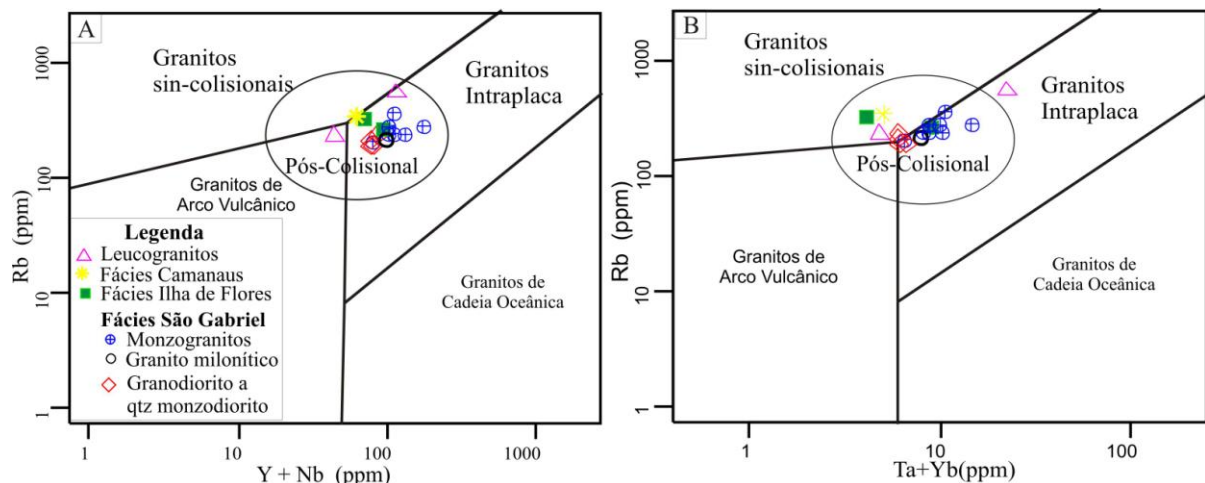 A
Granitos
sin-colisionais
Granitos
Intraplaca
Pós-Colisional
Granitos de
Arco Vulcânico
Granitos de
Cadeia Oceânica
Legenda
Leucogranitos
Fácies Camanaus
Fácies Ilha de Flores
Fácies São Gabriel
Monzogranitos
Granito milonítico
Granodiorito a
qtz monzodiorito
Rb (ppm)
1000
100
10
1
1
10
100
1000
Y + Nb (ppm)
B
Granitos
sin-colisionais
Granitos
Intraplaca
Pós-Colisional
Granitos de
Arco Vulcânico
Granitos de
Cadeia Oceânica
Rb (ppm)
1000
100
10
1
1
10
100
Ta+Yb(ppm)